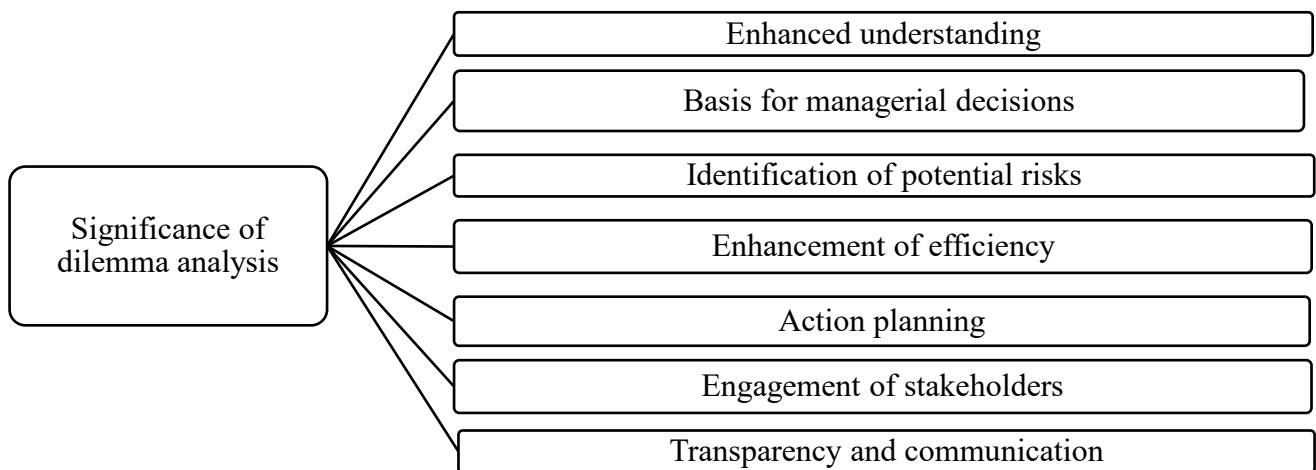 Significance of
dilemma analysis
Enhanced understanding
Basis for managerial decisions
Identification of potential risks
Enhancement of efficiency
Action planning
Engagement of stakeholders
Transparency and communication